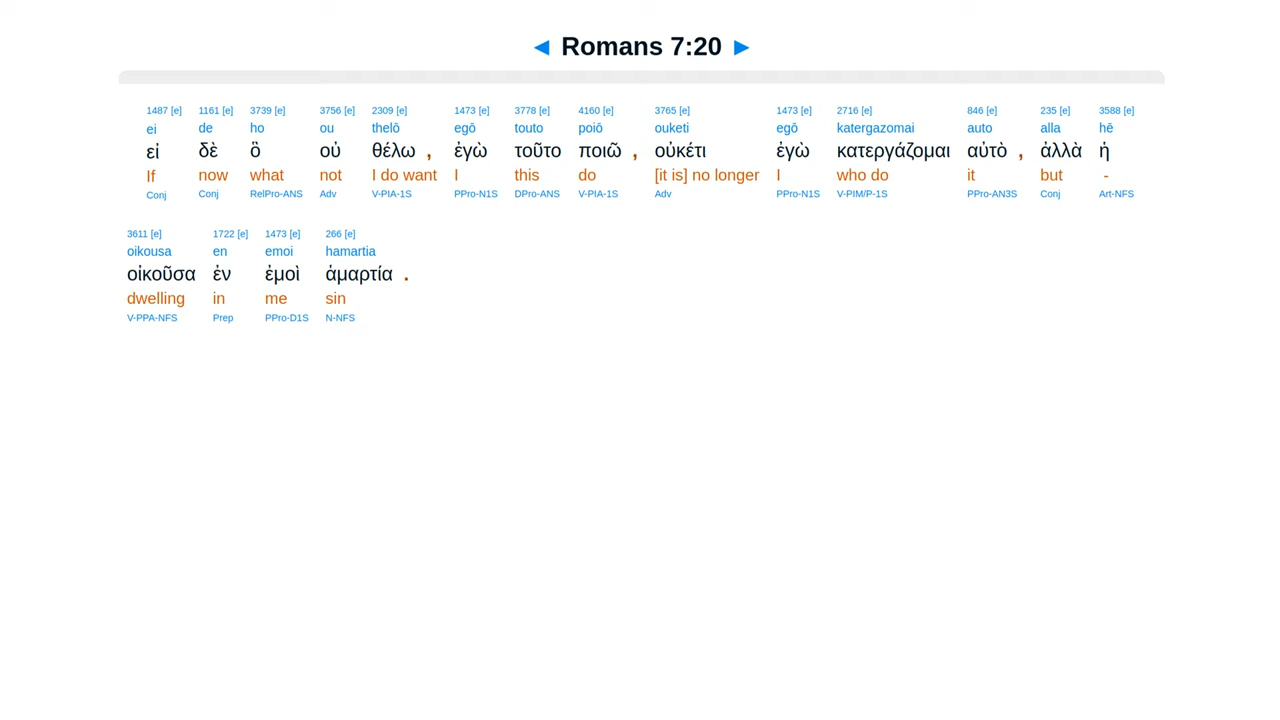 ◄ Romans 7:20 ►
1487 [e] 1161 [e] 3739 [e] 3756 [e] 2309 [e] 1473 [e] 3778 [e] 4160 [e] 3765 [e] 1473 [e] 2716 [e] 846 [e] 235 [e] 3588 [e]
ei de ho ou thelō egō touto poiō ouketi egō katergazomai auto alla hē
εἰ δὲ ὃ οὐ θέλω , ἐγὼ τοῦτο ποιῶ , οὐκέτι ἐγὼ κατεργάζομαι αὐτὸ , ἀλλὰ ἡ
If now what not I do want I this do [it is] no longer I who do it but -
Conj Conj RelPro-ANS Adv V-PIA-1S PPro-N1S DPro-ANS V-PIA-1S Adv PPro-N1S V-PIM/P-1S PPro-AN3S Conj Art-NFS
3611 [e] 1722 [e] 1473 [e] 266 [e]
oikousa en emoi hamartia
οἰκοῦσα ἐν ἐμοὶ ἁμαρτία .
dwelling in me sin
V-PPA-NFS Prep PPro-D1S N-NFS